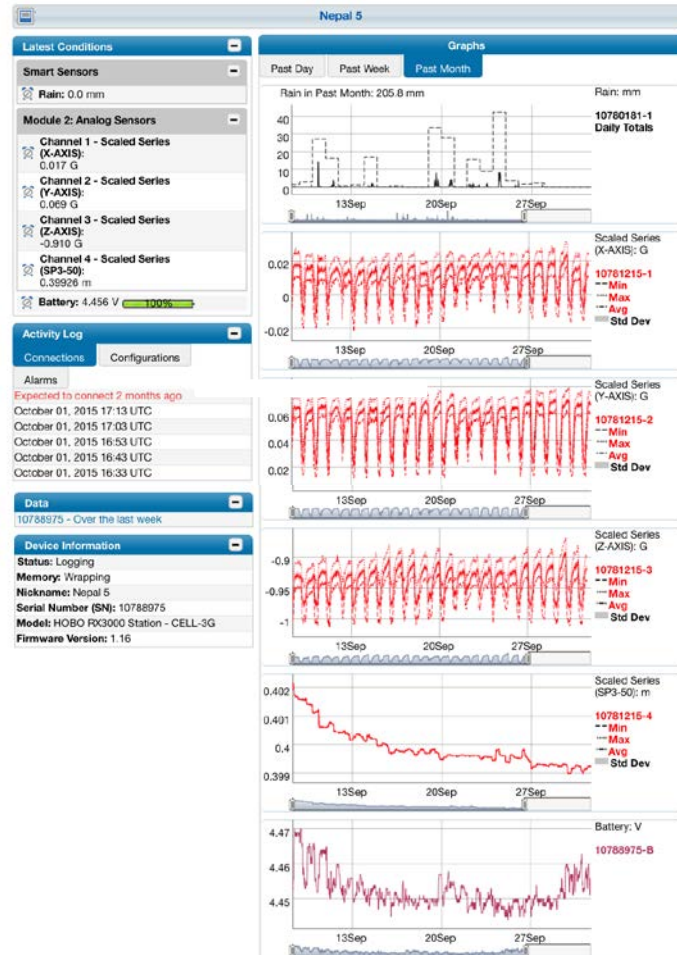 Nepal 5
Latest Conditions
Smart Sensors
Rain: 0.0 mm
Module 2: Analog Sensors
Channel 1 - Scaled Series
(X-AXIS):
0.017 G
Channel 2 - Scaled Series
(Y-AXIS):
0.069 G
Channel 3 - Scaled Series
(Z-AXIS):
-0.910 G
Channel 4 - Scaled Series
(SP3-50):
0.39926 m
Battery: 4.456 V 100%
Activity Log
Connections Configurations
Alarms
Expected to connect 2 months ago
October 01, 2015 17:13 UTC
October 01, 2015 17:03 UTC
October 01, 2015 16:53 UTC
October 01, 2015 16:43 UTC
October 01, 2015 16:33 UTC
Data
10788975 - Over the last week
Device Information
Status: Logging
Memory: Wrapping
Nickname: Nepal 5
Serial Number (SN): 10788975
Model: HOBO RX3000 Station - CELL-3G
Firmware Version: 1.16
Graphs
Past Day Past Week Past Month
Rain in Past Month: 205.8 mm
Rain: mm
10780181-1
Daily Totals
40
30
20
10
0
13Sep 20Sep 27Sep
Scaled Series
(X-AXIS): G
10781215-1
Min
Max
Avg
Std Dev
0.02
0
-0.02
13Sep 20Sep 27Sep
Scaled Series
(Y-AXIS): G
10781215-2
Min
Max
Avg
Std Dev
0.06
0.04
0.02
13Sep 20Sep 27Sep
Scaled Series
(Z-AXIS): G
10781215-3
Min
Max
Avg
Std Dev
-0.9
-0.95
-1
13Sep 20Sep 27Sep
Scaled Series
(SP3-50): m
10781215-4
Min
Max
Avg
Std Dev
0.402
0.401
0.4
0.399
13Sep 20Sep 27Sep
Battery: V
10788975-B
4.47
4.46
4.45
13Sep 20Sep 27Sep